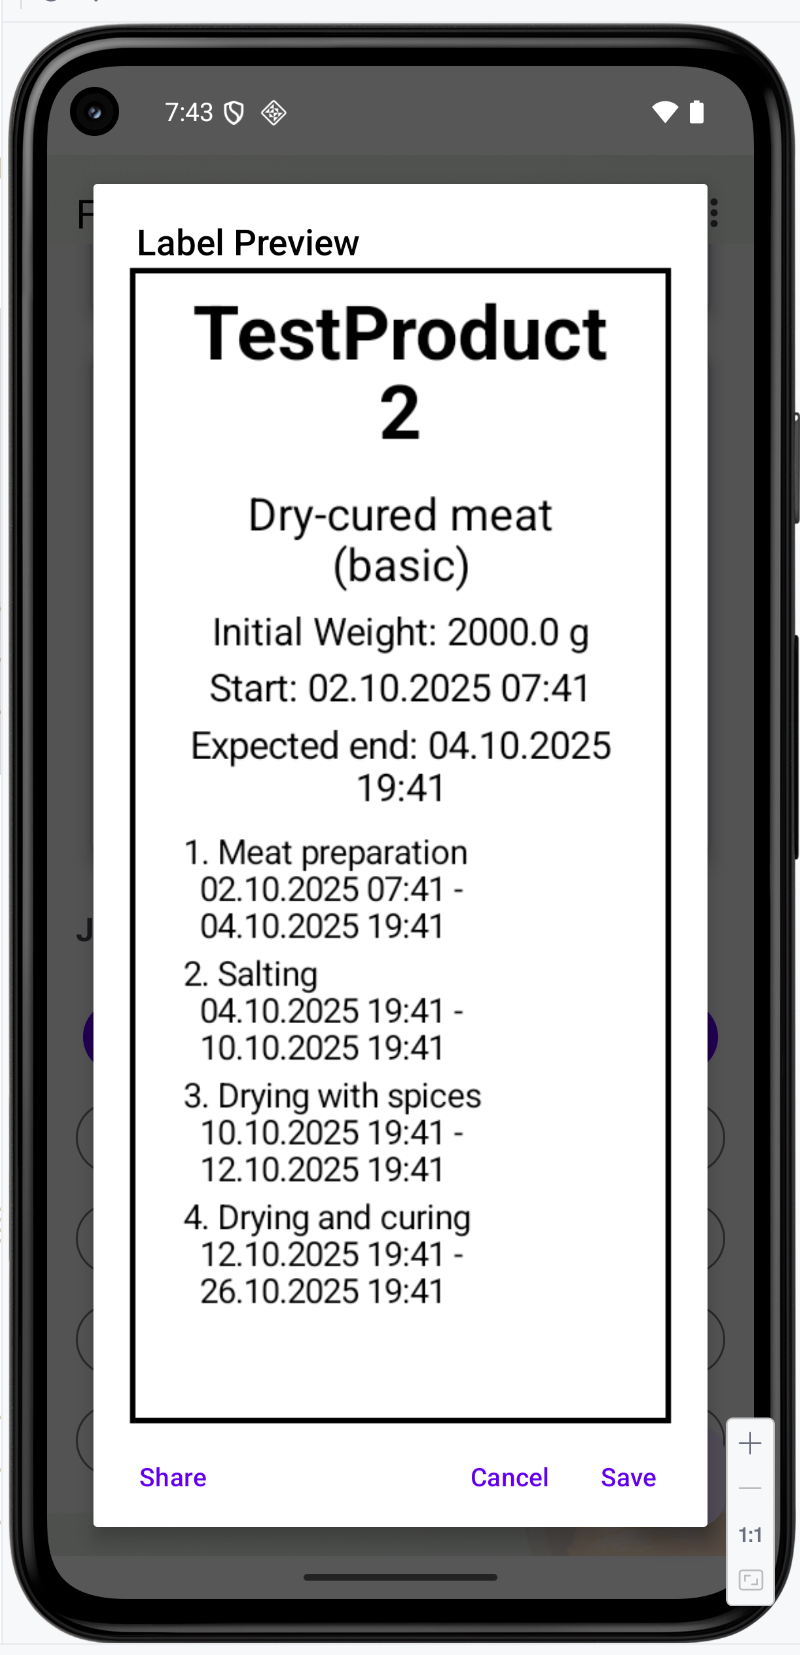 7:43
F
Label Preview
TestProduct
2
Dry-cured meat
(basic)
Initial Weight: 2000.0 g
Start: 02.10.2025 07:41
Expected end: 04.10.2025
19:41
1. Meat preparation
02.10.2025 07:41 -
04.10.2025 19:41
2. Salting
04.10.2025 19:41 -
10.10.2025 19:41
3. Drying with spices
10.10.2025 19:41 -
12.10.2025 19:41
4. Drying and curing
12.10.2025 19:41 -
26.10.2025 19:41
J
Share Cancel Save
1:1